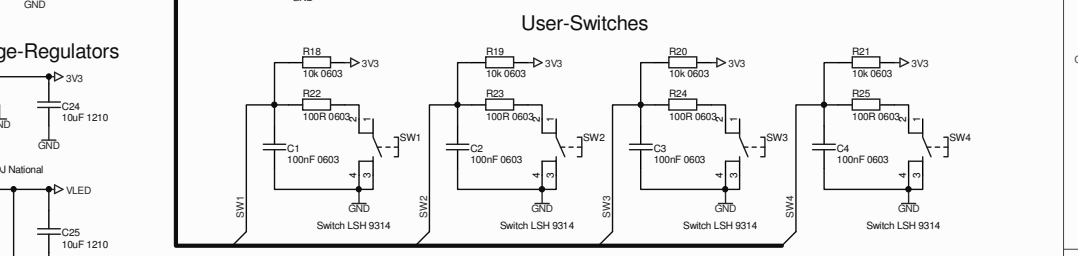 GND
GND
User-Switches
ge-Regulators
3V3
C24
10uF 1210
ND
GND
J National
VLED
C25
10uF 1210
R18
10k 0603
3V3
R22
100R 0603
2
1
SW1
C1
100nF 0603
4
3
GND
SW1
Switch LSH 9314
R19
10k 0603
3V3
R23
100R 0603
2
1
SW2
C2
100nF 0603
4
3
GND
SW2
Switch LSH 9314
R20
10k 0603
3V3
R24
100R 0603
2
1
SW3
C3
100nF 0603
4
3
GND
SW3
Switch LSH 9314
R21
10k 0603
3V3
R25
100R 0603
2
1
SW4
C4
100nF 0603
4
3
GND
SW4
Switch LSH 9314